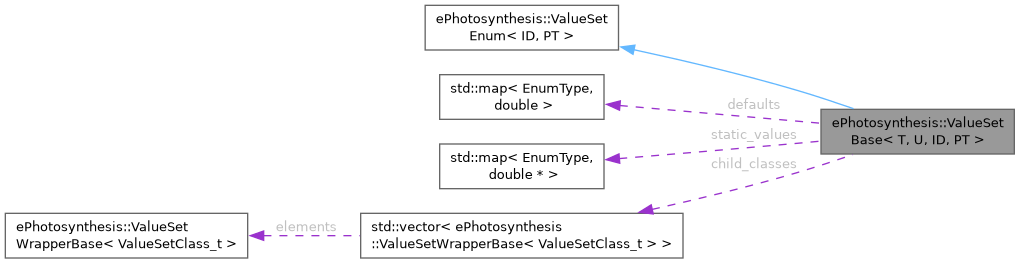 ePhotosynthesis::ValueSet
Enum< ID, PT >
std::map< EnumType,
double >
defaults
ePhotosynthesis::ValueSet
Base< T, U, ID, PT >
static_values
std::map< EnumType,
double * >
child_classes
ePhotosynthesis::ValueSet
WrapperBase< ValueSetClass_t >
elements
std::vector< ePhotosynthesis
::ValueSetWrapperBase< ValueSetClass_t > >